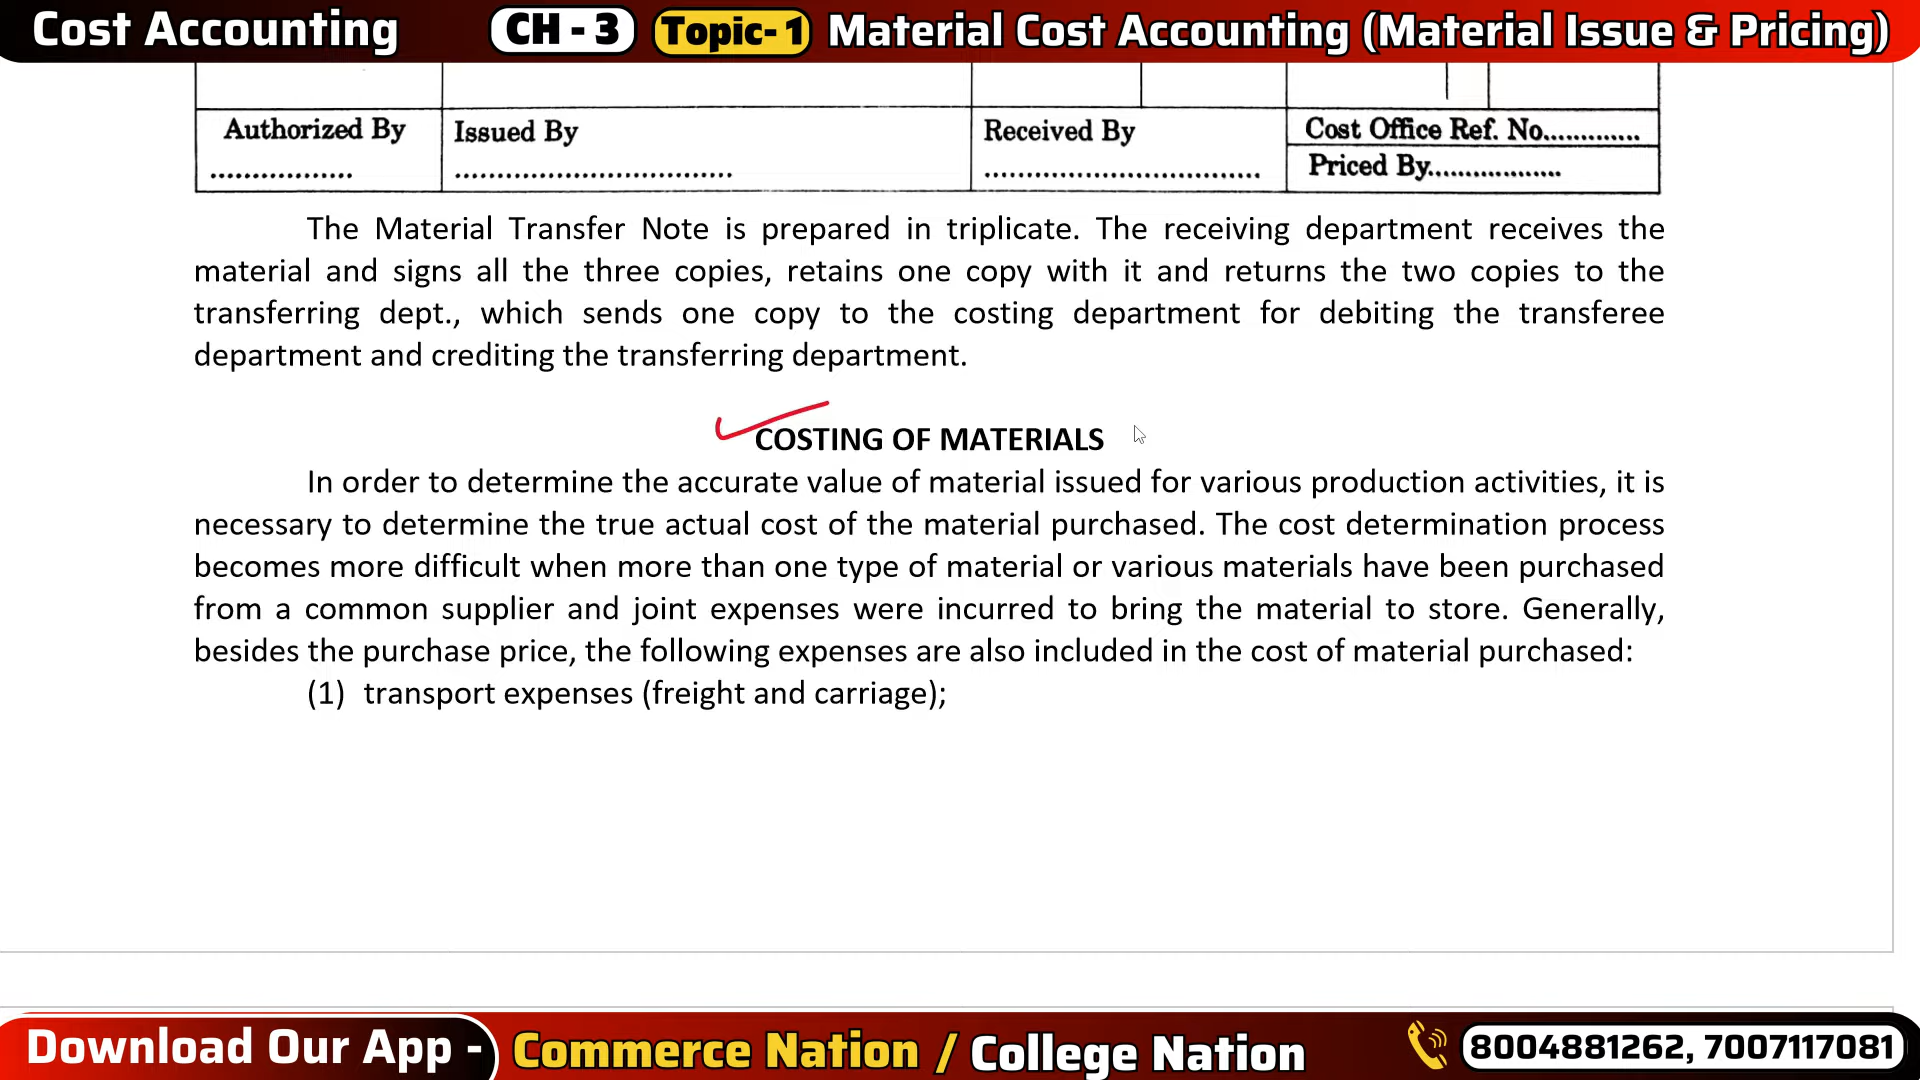 Cost Accounting CH - 3 Topic- 1 Material Cost Accounting (Material Issue & Pricing)
Authorized By Issued By Received By Cost Office Ref. No.............
................. .................................. ................................. Priced By..................
The Material Transfer Note is prepared in triplicate. The receiving department receives the
material and signs all the three copies, retains one copy with it and returns the two copies to the
transferring dept., which sends one copy to the costing department for debiting the transferee
department and crediting the transferring department.
COSTING OF MATERIALS
In order to determine the accurate value of material issued for various production activities, it is
necessary to determine the true actual cost of the material purchased. The cost determination process
becomes more difficult when more than one type of material or various materials have been purchased
from a common supplier and joint expenses were incurred to bring the material to store. Generally,
besides the purchase price, the following expenses are also included in the cost of material purchased:
(1) transport expenses (freight and carriage);
Download Our App - Commerce Nation / College Nation 8004881262, 7007117081